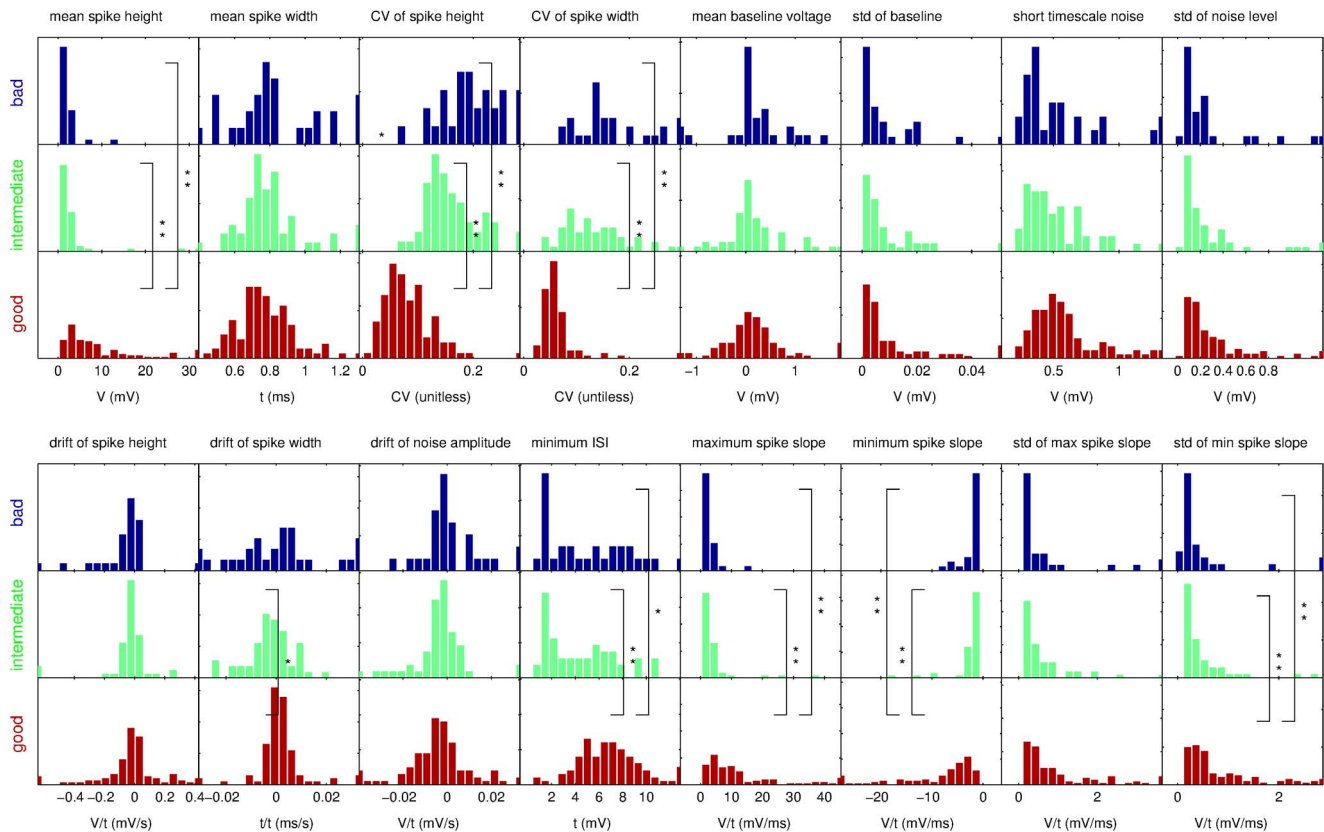 mean spike height mean spike width CV of spike height CV of spike width mean baseline voltage std of baseline short timescale noise std of noise level
bad
*
* *
* *
* *
intermediate
* *
* *
* *
good
0 10 20 30 0.6 0.8 1 1.2 0 0.2 0 0.2 −1 0 1 0 0.02 0.04 0.5 1 0 0.2 0.4 0.6 0.8
V (mV) t (ms) CV (unitless) CV (untiless) V (mV) V (mV) V (mV) V (mV)
drift of spike height drift of spike width drift of noise amplitude minimum ISI maximum spike slope minimum spike slope std of max spike slope std of min spike slope
bad
intermediate
* * * * * * * *
* * * * * * * * *
good
−0.4 −0.2 0 0.2 0.4 −0.02 0 0.02 −0.02 0 0.02 2 4 6 8 10 0 20 40 −20 −10 0 0 2 0 2
V/t (mV/s) t/t (ms/s) V/t (mV/s) t (mV) V/t (mV/ms) V/t (mV/ms) V/t (mV/ms) V/t (mV/ms)